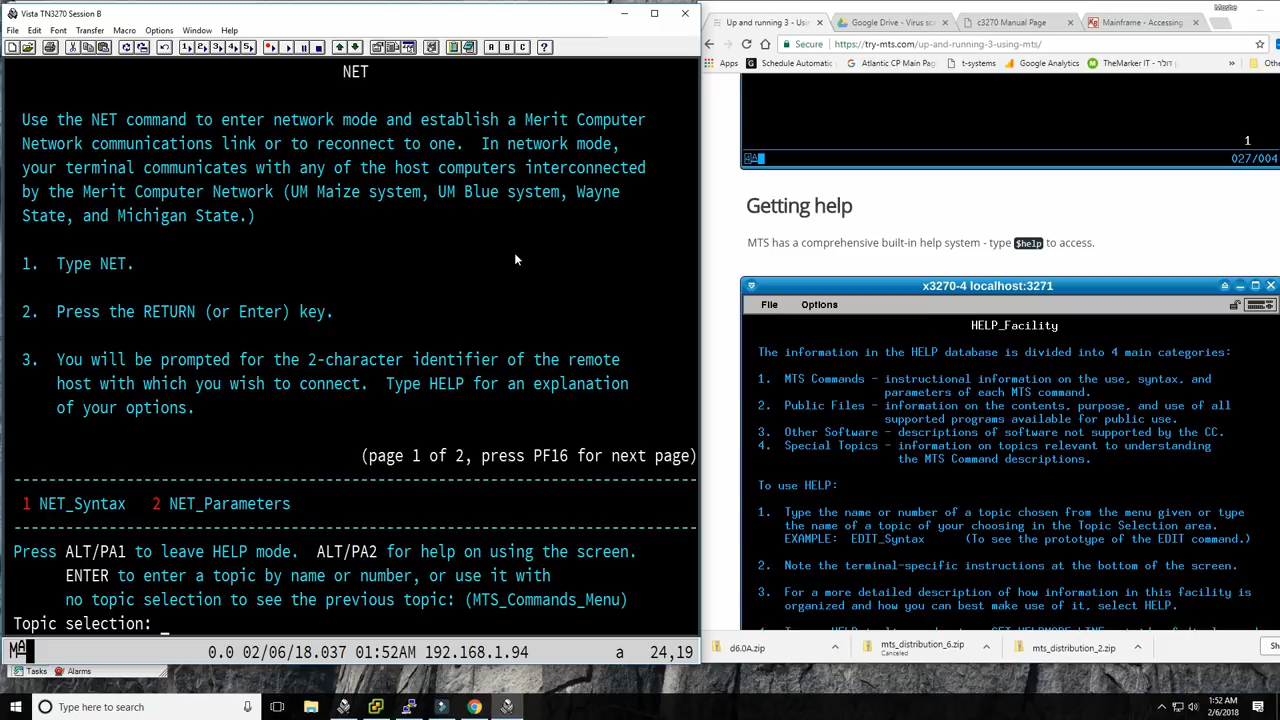 Vista TN3270 Session B
File Edit Font Transfer Macro Options Window Help
NET
Use the NET command to enter network mode and establish a Merit Computer
Network communications link or to reconnect to one.  In network mode,
your terminal communicates with any of the host computers interconnected
by the Merit Computer Network (UM Maize system, UM Blue system, Wayne
State, and Michigan State.)
1.  Type NET.
2.  Press the RETURN (or Enter) key.
3.  You will be prompted for the 2-character identifier of the remote
host with which you wish to connect.  Type HELP for an explanation
of your options.
(page 1 of 2, press PF16 for next page)
1 NET_Syntax   2 NET_Parameters
Press ALT/PA1 to leave HELP mode.  ALT/PA2 for help on using the screen.
ENTER to enter a topic by name or number, or use it with
no topic selection to see the previous topic: (MTS_Commands_Menu)
Topic selection: _
MA 0.0 02/06/18.037 01:52AM 192.168.1.94 a 24,19
Tasks Alarms
Moshe
Up and running 3 - Usin
Google Drive - Virus sca
c3270 Manual Page
Mainframe - Accessing
Secure https://try-mts.com/up-and-running-3-using-mts/
Apps Schedule Automatic Atlantic CP Main Pag t-systems TheMarker - דה ול Othe
1
4A 027/004
Getting help
MTS has a comprehensive built-in help system - type $help to access.
x3270-4 localhost:3271
File Options
HELP_Facility
The information in the HELP database is divided into 4 main categories:
1.  MTS Commands - instructional information on the use, syntax, and
parameters of each MTS command.
2.  Public Files - information on the contents, purpose, and use of all
supported programs available for public use.
3.  Other Software - descriptions of software not supported by the CC.
4.  Special Topics - information on topics relevant to understanding
the MTS Command descriptions.
To use HELP:
1.  Type the name or number of a topic chosen from the menu given or type
the name of a topic of your choosing in the Topic Selection area.
EXAMPLE:  EDIT_Syntax    (To see the prototype of the EDIT command.)
2.  Note the terminal-specific instructions at the bottom of the screen.
3.  For a more detailed description of how information in this facility is
organized and how you can best make use of it, select HELP.
d6.0A.zip
mts_distribution_6.zip
Canceled
mts_distribution_2.zip
Sh
Type here to search
1:52 AM
2/6/2018